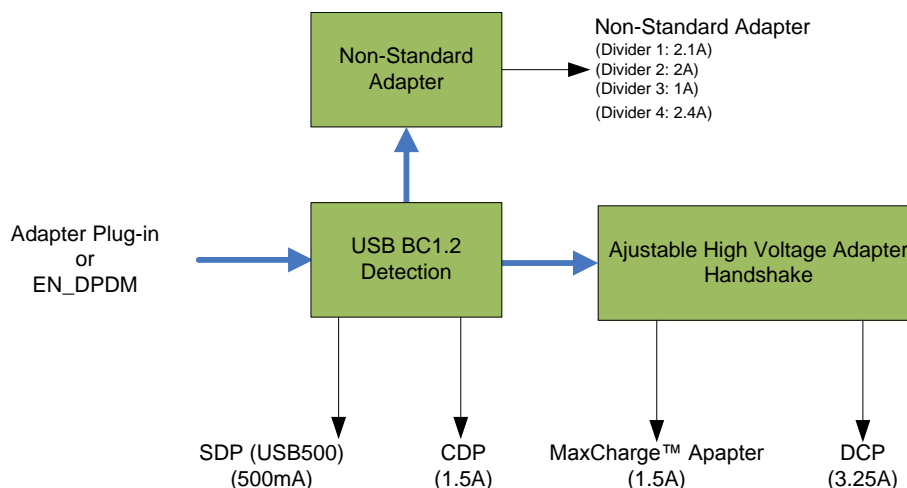 Non-Standard
Adapter
Non-Standard Adapter
(Divider 1: 2.1A)
(Divider 2: 2A)
(Divider 3: 1A)
(Divider 4: 2.4A)
Adapter Plug-in
or
EN_DPDM
USB BC1.2
Detection
Ajustable High Voltage Adapter
Handshake
SDP (USB500)
(500mA)
CDP
(1.5A)
MaxCharge™ Apapter
(1.5A)
DCP
(3.25A)